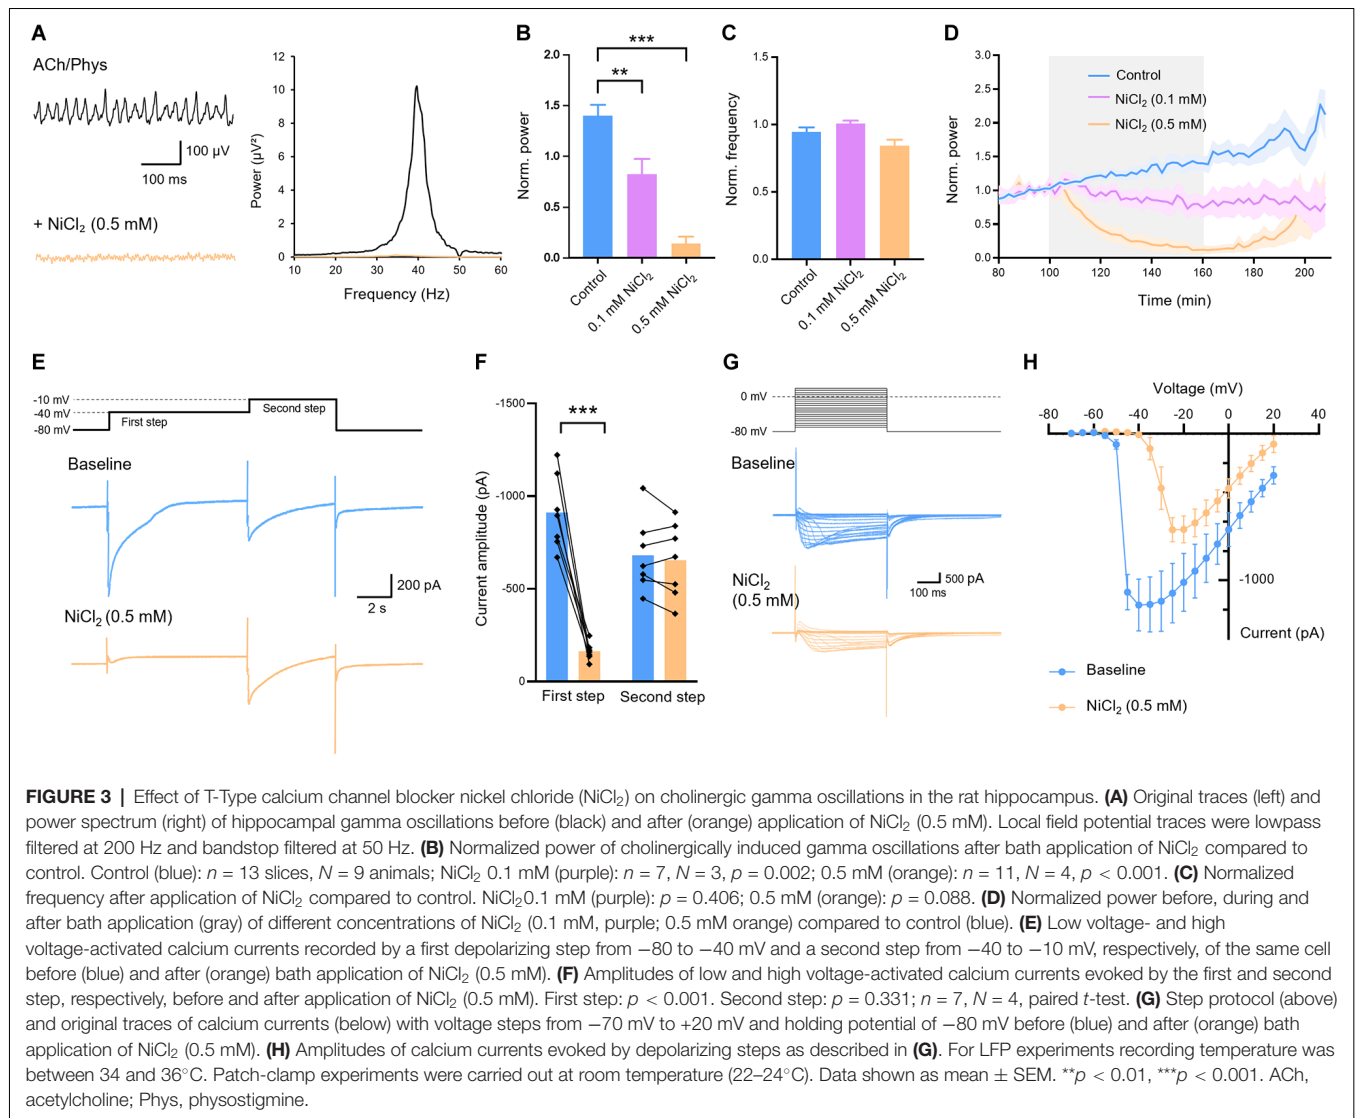 A
ACh/Phys
100 µV
100 ms
+ NiCl2 (0.5 mM)
Power (µV²)
12
10
8
6
4
2
0
10
20
30
40
50
60
Frequency (Hz)
B
**
***
Norm. power
2.0
1.5
1.0
0.5
0.0
Control
0.1 mM NiCl2
0.5 mM NiCl2
C
Norm. frequency
1.5
1.0
0.5
0.0
Control
0.1 mM NiCl2
0.5 mM NiCl2
D
Norm. power
3.0
2.5
2.0
1.5
1.0
0.5
0.0
80
100
120
140
160
180
200
Time (min)
Control
NiCl2 (0.1 mM)
NiCl2 (0.5 mM)
E
-10 mV
-40 mV
-80 mV
First step
Second step
Baseline
200 pA
2 s
NiCl2 (0.5 mM)
F
***
Current amplitude (pA)
-1500
-1000
-500
0
First step
Second step
G
0 mV
-80 mV
Baseline
500 pA
100 ms
NiCl2
(0.5 mM)
H
Voltage (mV)
-80
-60
-40
-20
0
20
40
-1000
Current (pA)
Baseline
NiCl2 (0.5 mM)
FIGURE 3 | Effect of T-Type calcium channel blocker nickel chloride (NiCl2) on cholinergic gamma oscillations in the rat hippocampus. (A) Original traces (left) and
power spectrum (right) of hippocampal gamma oscillations before (black) and after (orange) application of NiCl2 (0.5 mM). Local field potential traces were lowpass
filtered at 200 Hz and bandstop filtered at 50 Hz. (B) Normalized power of cholinergically induced gamma oscillations after bath application of NiCl2 compared to
control. Control (blue): n = 13 slices, N = 9 animals; NiCl2 0.1 mM (purple): n = 7, N = 3, p = 0.002; 0.5 mM (orange): n = 11, N = 4, p < 0.001. (C) Normalized
frequency after application of NiCl2 compared to control. NiCl20.1 mM (purple): p = 0.406; 0.5 mM (orange): p = 0.088. (D) Normalized power before, during and
after bath application (gray) of different concentrations of NiCl2 (0.1 mM, purple; 0.5 mM orange) compared to control (blue). (E) Low voltage- and high
voltage-activated calcium currents recorded by a first depolarizing step from −80 to −40 mV and a second step from −40 to −10 mV, respectively, of the same cell
before (blue) and after (orange) bath application of NiCl2 (0.5 mM). (F) Amplitudes of low and high voltage-activated calcium currents evoked by the first and second
step, respectively, before and after application of NiCl2 (0.5 mM). First step: p < 0.001. Second step: p = 0.331; n = 7, N = 4, paired t-test. (G) Step protocol (above)
and original traces of calcium currents (below) with voltage steps from −70 mV to +20 mV and holding potential of −80 mV before (blue) and after (orange) bath
application of NiCl2 (0.5 mM). (H) Amplitudes of calcium currents evoked by depolarizing steps as described in (G). For LFP experiments recording temperature was
between 34 and 36°C. Patch-clamp experiments were carried out at room temperature (22–24°C). Data shown as mean ± SEM. **p < 0.01, ***p < 0.001. ACh,
acetylcholine; Phys, physostigmine.